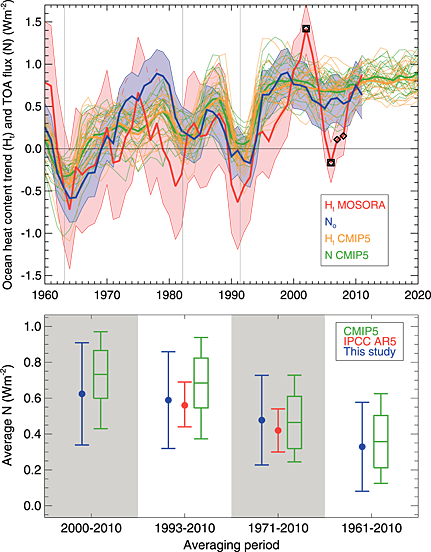 Ocean heat content trend (Ht) and TOA flux (N) (Wm-2)
1.5
1.0
0.5
0.0
-0.5
-1.0
-1.5
Ht MOSORA
No
Ht CMIP5
N CMIP5
1960 1970 1980 1990 2000 2010 2020
Average N (Wm-2)
1.0
0.8
0.6
0.4
0.2
0.0
CMIP5
IPCC AR5
This study
2000-2010 1993-2010 1971-2010 1961-2010
Averaging period